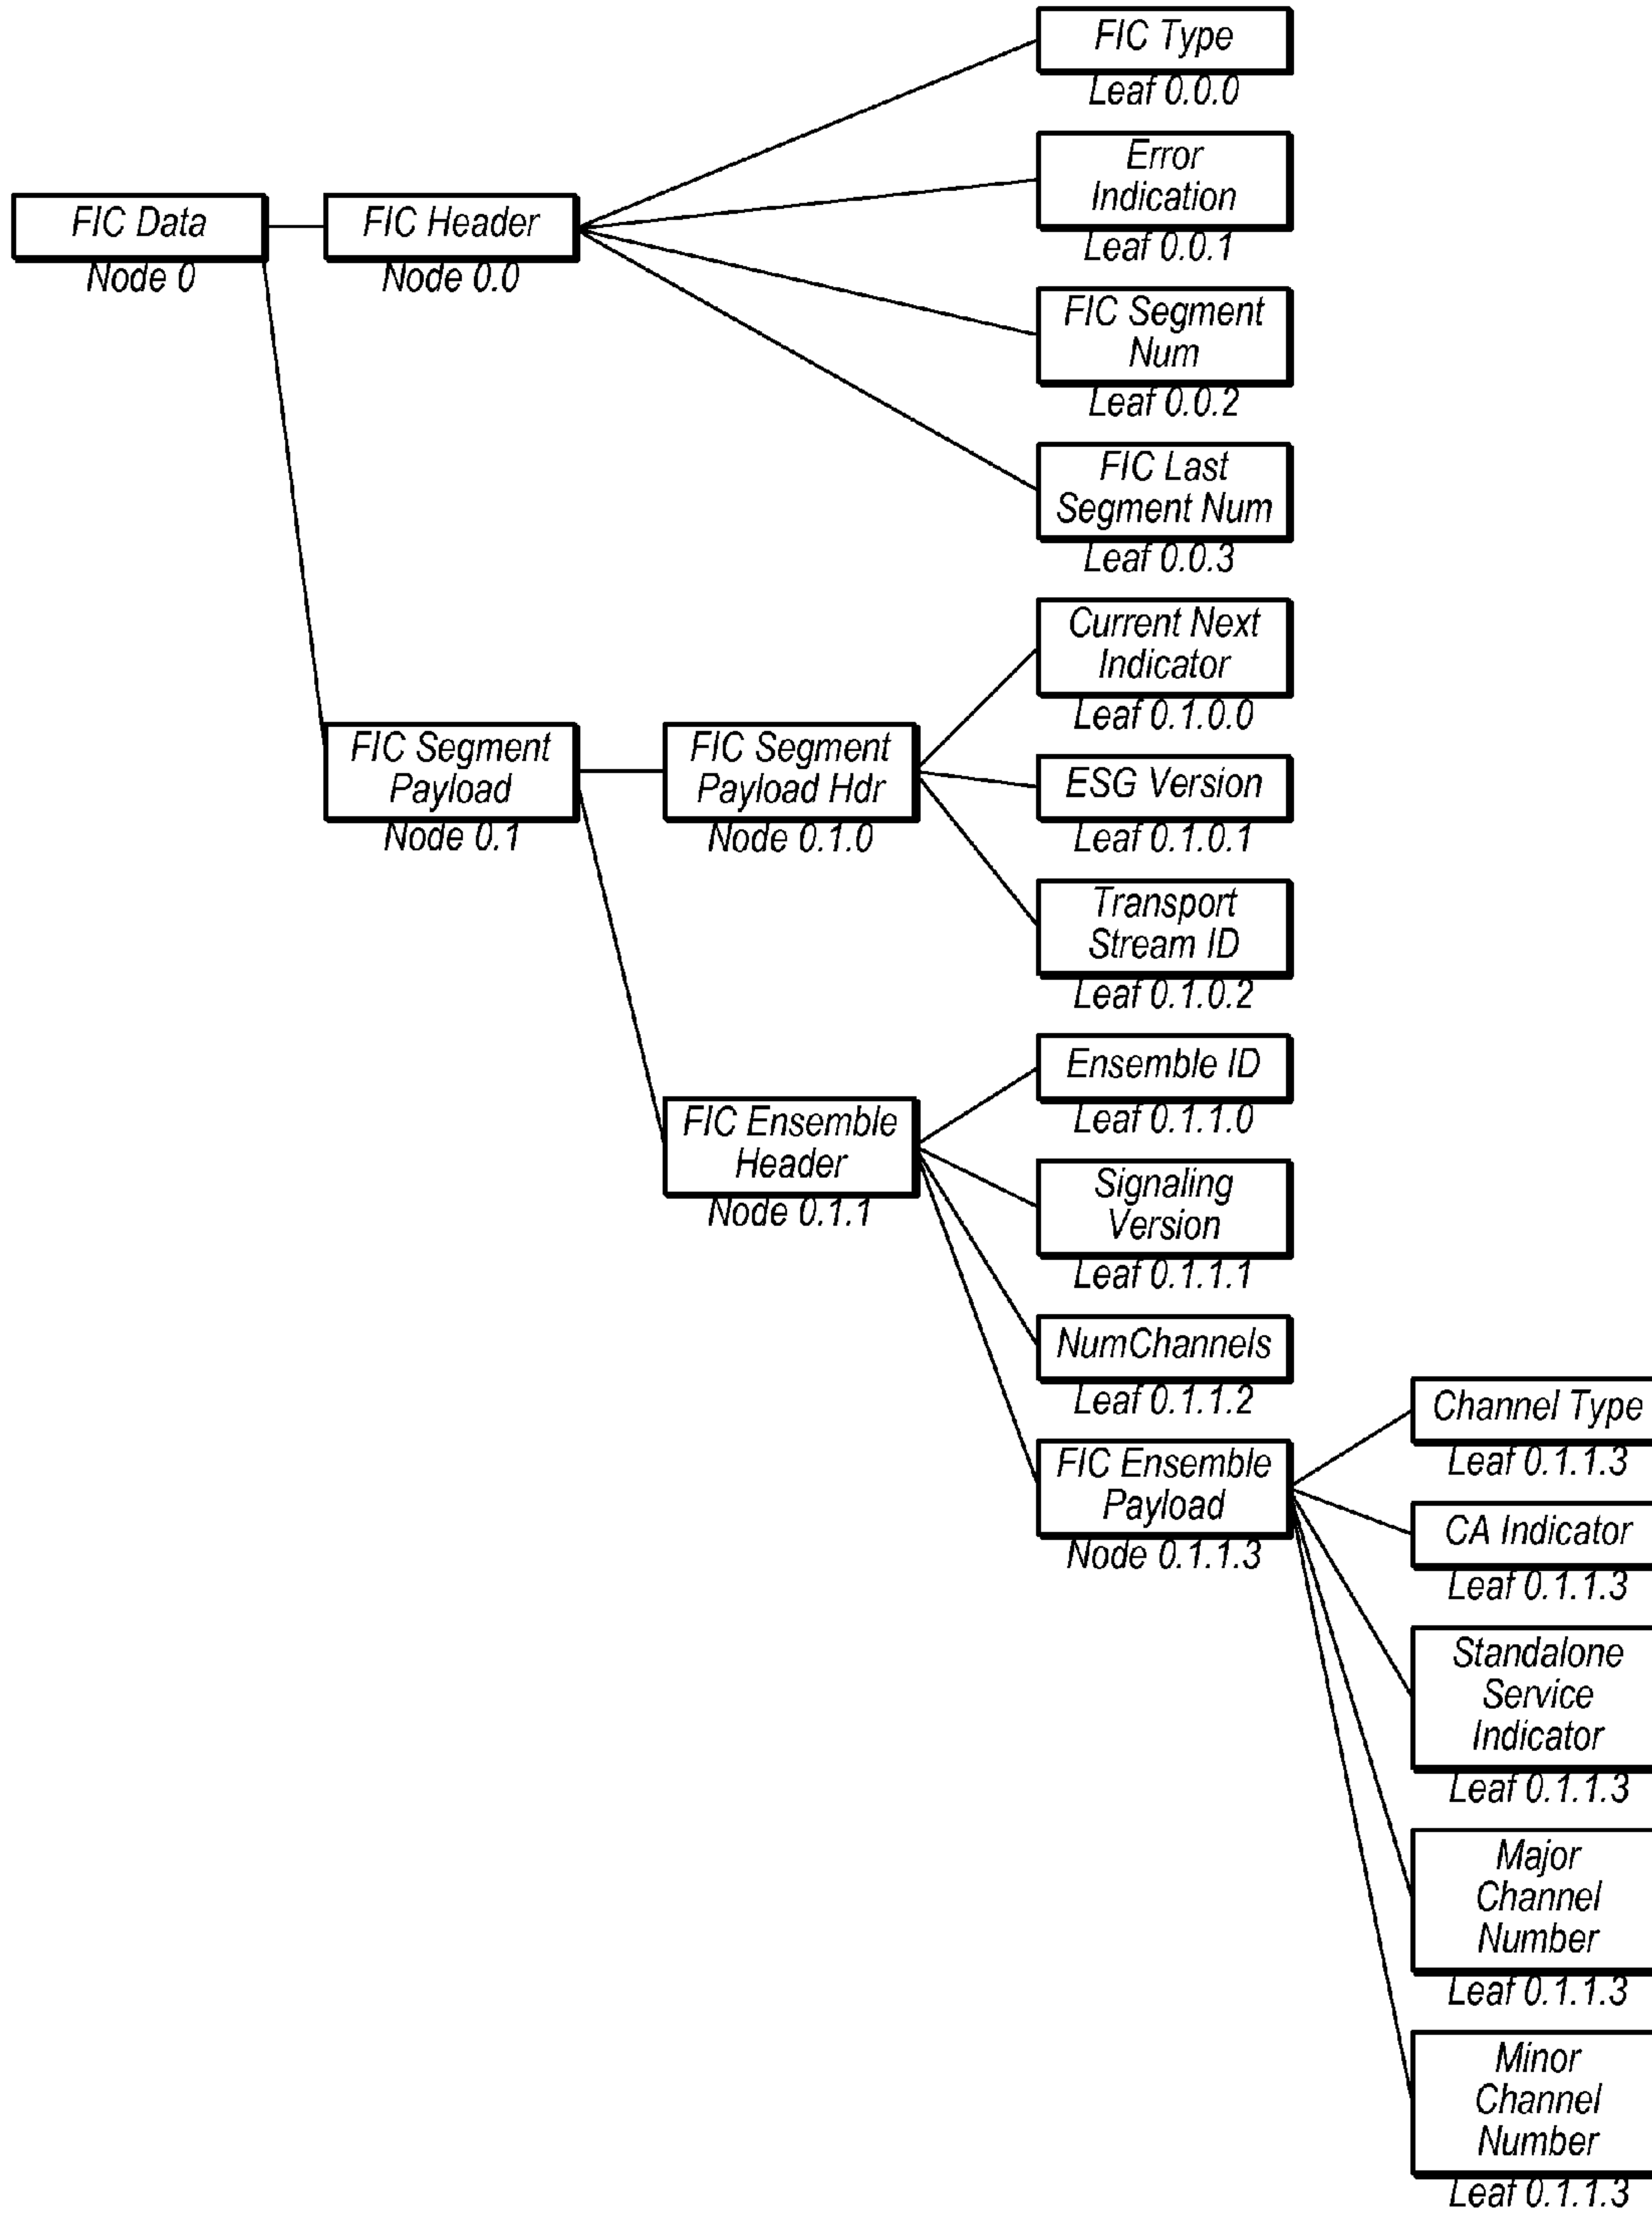 FIC Type
Leaf 0.0.0
Error
Indication
Leaf 0.0.1
FIC Data
Node 0
FIC Header
Node 0.0
FIC Segment
Num
Leaf 0.0.2
FIC Last
Segment Num
Leaf 0.0.3
Current Next
Indicator
Leaf 0.1.0.0
FIC Segment
Payload
Node 0.1
FIC Segment
Payload Hdr
Node 0.1.0
ESG Version
Leaf 0.1.0.1
Transport
Stream ID
Leaf 0.1.0.2
Ensemble ID
Leaf 0.1.1.0
FIC Ensemble
Header
Node 0.1.1
Signaling
Version
Leaf 0.1.1.1
NumChannels
Leaf 0.1.1.2
FIC Ensemble
Payload
Node 0.1.1.3
Channel Type
Leaf 0.1.1.3
CA Indicator
Leaf 0.1.1.3
Standalone
Service
Indicator
Leaf 0.1.1.3
Major
Channel
Number
Leaf 0.1.1.3
Minor
Channel
Number
Leaf 0.1.1.3